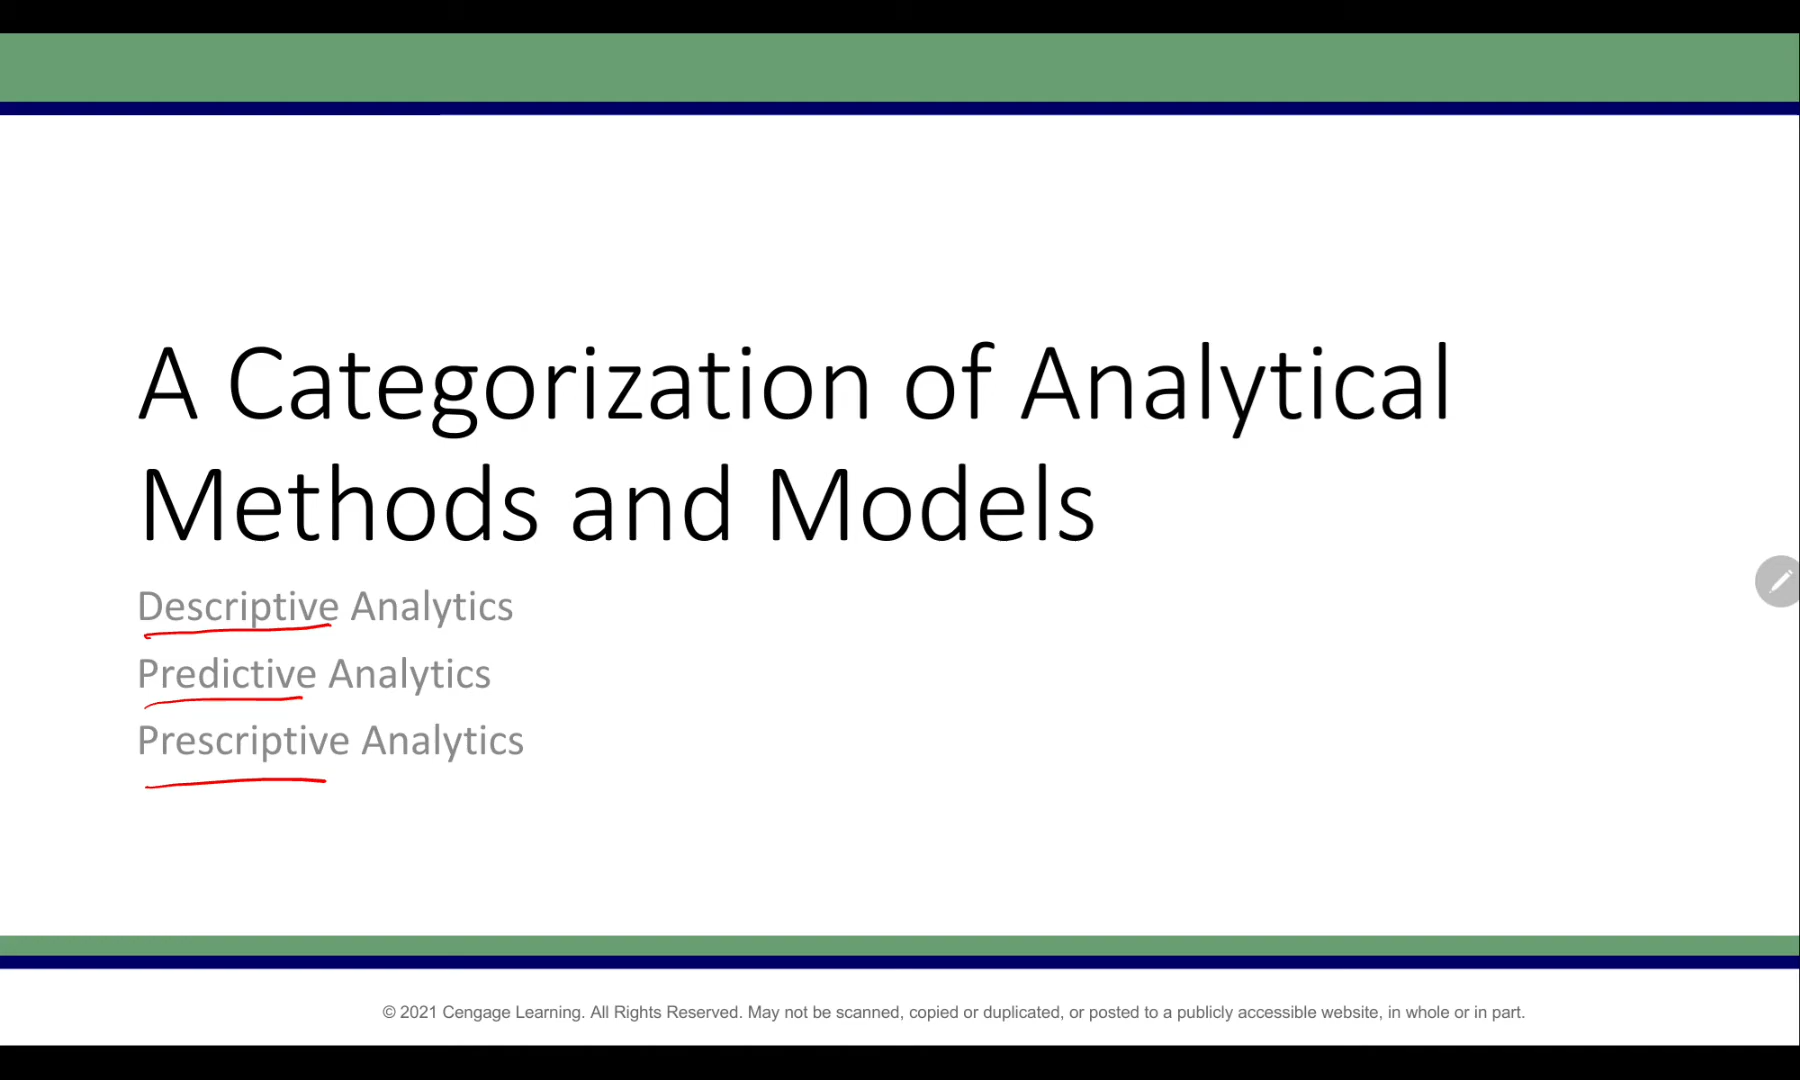 A Categorization of Analytical
Methods and Models
Descriptive Analytics
Predictive Analytics
Prescriptive Analytics
© 2021 Cengage Learning. All Rights Reserved. May not be scanned, copied or duplicated, or posted to a publicly accessible website, in whole or in part.